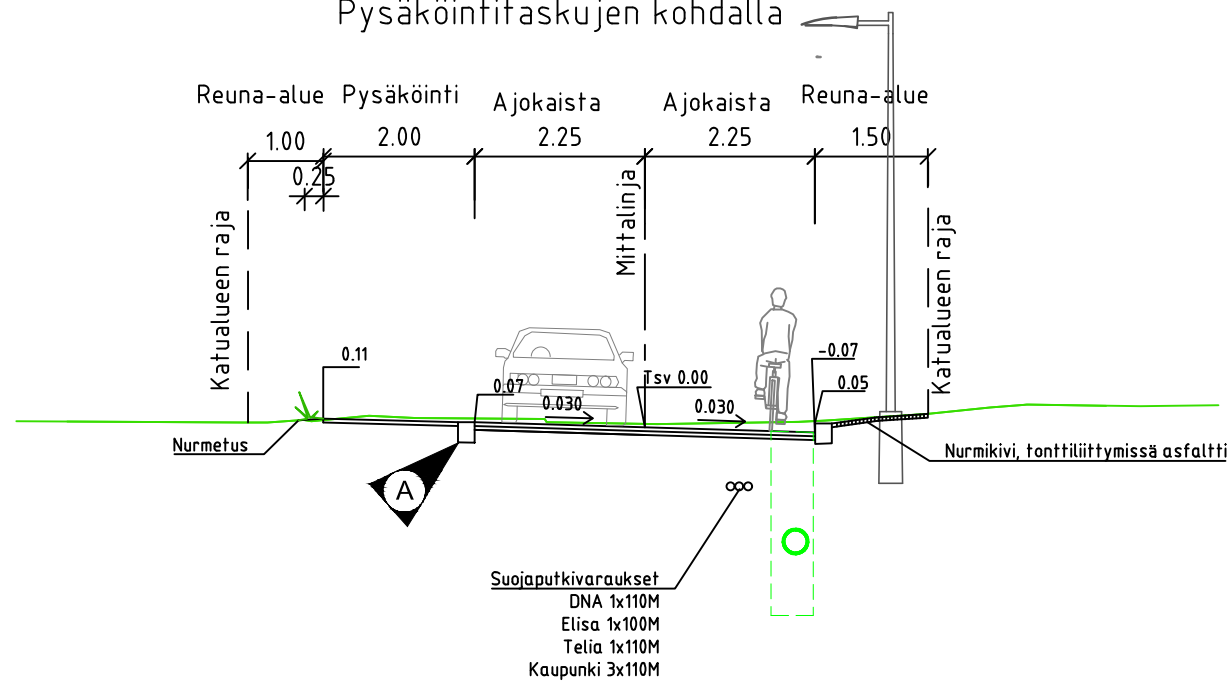 Pysäköintitaskujen kohdalla
Reuna-alue
Pysäköinti
Ajokaista
Ajokaista
Reuna-alue
1.00
2.00
2.25
2.25
1.50
0.25
Katualueen raja
Mittalinja
Katualueen raja
0.11
0.07
0.030
Tsv 0.00
0.030
-0.07
0.05
Nurmetus
Nurmikivi, tonttiliittymissä asfaltti
A
Suojaputkivaraukset
DNA 1x110M
Elisa 1x100M
Telia 1x110M
Kaupunki 3x110M